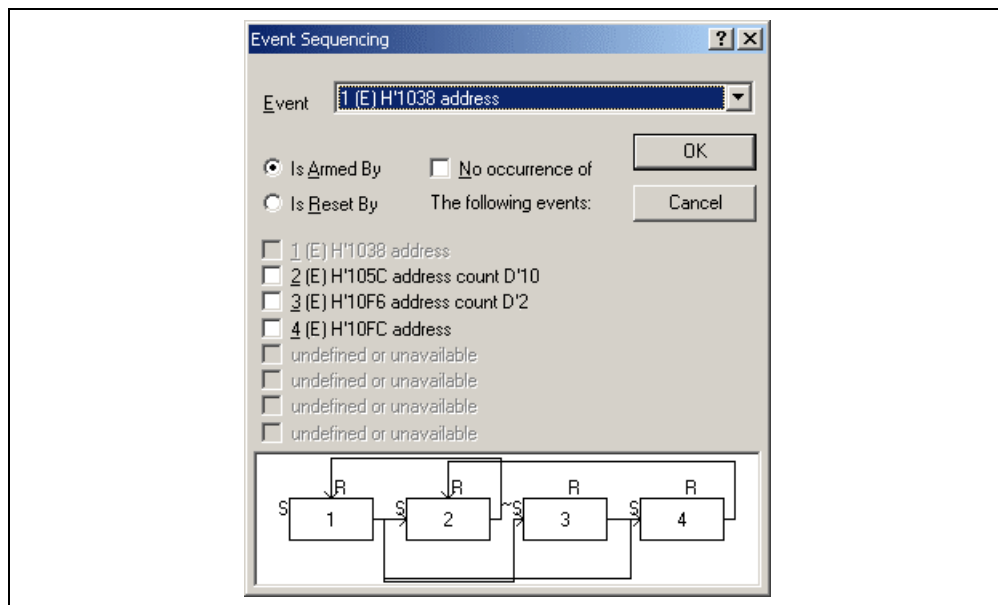 Event Sequencing
Event 1 (E) H'1038 address
OK
Is Armed By No occurrence of
Is Reset By The following events: Cancel
1 (E) H'1038 address
2 (E) H'105C address count D'10
3 (E) H'10F6 address count D'2
4 (E) H'10FC address
undefined or unavailable
undefined or unavailable
undefined or unavailable
undefined or unavailable
R R R R
S S ~S S
1 2 3 4